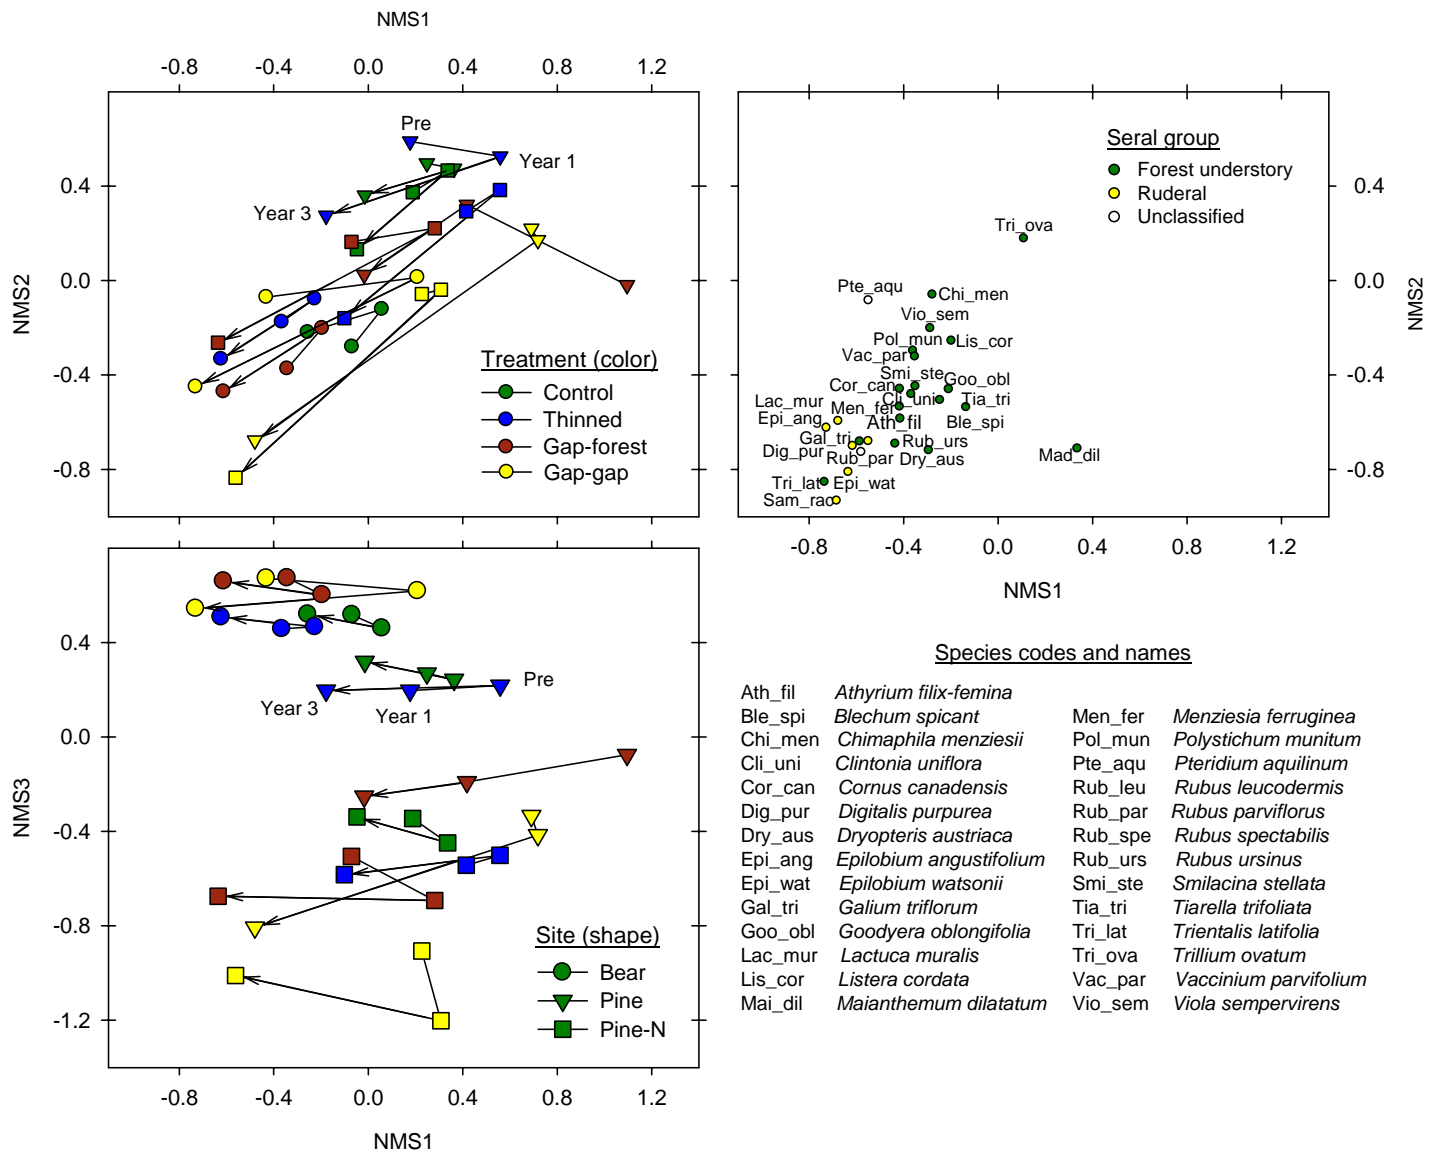 NMS1
-0.8 -0.4 0.0 0.4 0.8 1.2
NMS2
0.4
0.0
-0.4
-0.8
Pre
Year 1
Year 3
Treatment (color)
Control
Thinned
Gap-forest
Gap-gap
Seral group
Forest understory
Ruderal
Unclassified
Tri_ova
Pte_aqu
Chi_men
Vio_sem
Pol_mun
Lis_cor
Vac_par
Smi_ste
Goo_obl
Cor_can
Cli_uni
Tia_tri
Lac_mur
Men_fer
Epi_ang
Ath_fil
Ble_spi
Gal_tri
Rub_urs
Dig_pur
Rub_par
Dry_aus
Mad_dil
Tri_lat
Epi_wat
Sam_rac
0.4
0.0
-0.4
-0.8
NMS2
-0.8 -0.4 0.0 0.4 0.8 1.2
NMS1
NMS3
0.4
0.0
-0.4
-0.8
-1.2
Pre
Year 3
Year 1
Site (shape)
Bear
Pine
Pine-N
-0.8 -0.4 0.0 0.4 0.8 1.2
NMS1
Species codes and names
Ath_fil Athyrium filix-femina
Ble_spi Blechum spicant Men_fer Menziesia ferruginea
Chi_men Chimaphila menziesii Pol_mun Polystichum munitum
Cli_uni Clintonia uniflora Pte_aqu Pteridium aquilinum
Cor_can Cornus canadensis Rub_leu Rubus leucodermis
Dig_pur Digitalis purpurea Rub_par Rubus parviflorus
Dry_aus Dryopteris austriaca Rub_spe Rubus spectabilis
Epi_ang Epilobium angustifolium Rub_urs Rubus ursinus
Epi_wat Epilobium watsonii Smi_ste Smilacina stellata
Gal_tri Galium triflorum Tia_tri Tiarella trifoliata
Goo_obl Goodyera oblongifolia Tri_lat Trientalis latifolia
Lac_mur Lactuca muralis Tri_ova Trillium ovatum
Lis_cor Listera cordata Vac_par Vaccinium parvifolium
Mai_dil Maianthemum dilatatum Vio_sem Viola sempervirens